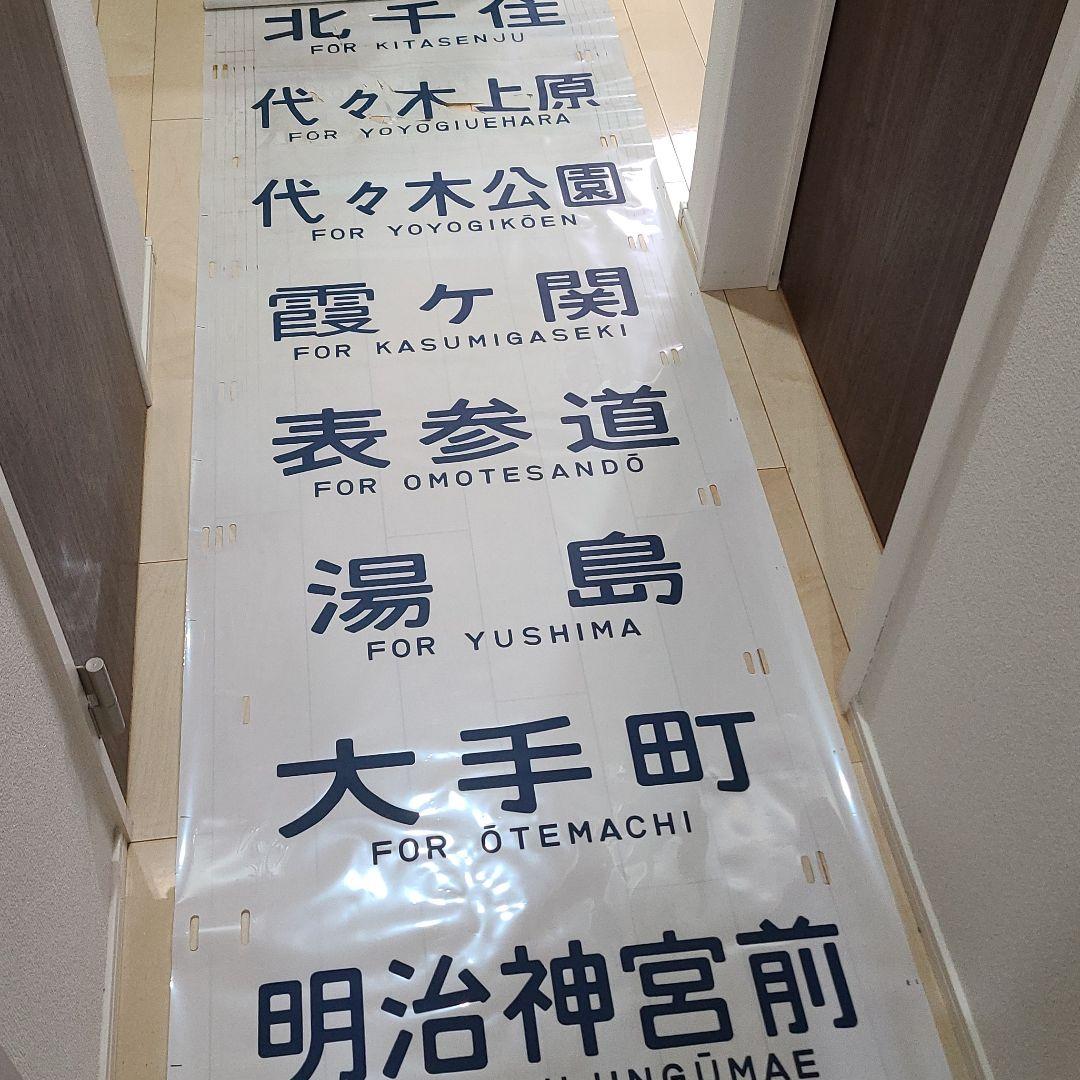 北千住
FOR KITASENJU
代々木上原
FOR YOYOGIUEHARA
代々木公園
FOR YOYOGIKŌEN
霞ヶ関
FOR KASUMIGASEKI
表参道
FOR OMOTESANDŌ
湯島
FOR YUSHIMA
大手町
FOR ŌTEMACHI
明治神宮前